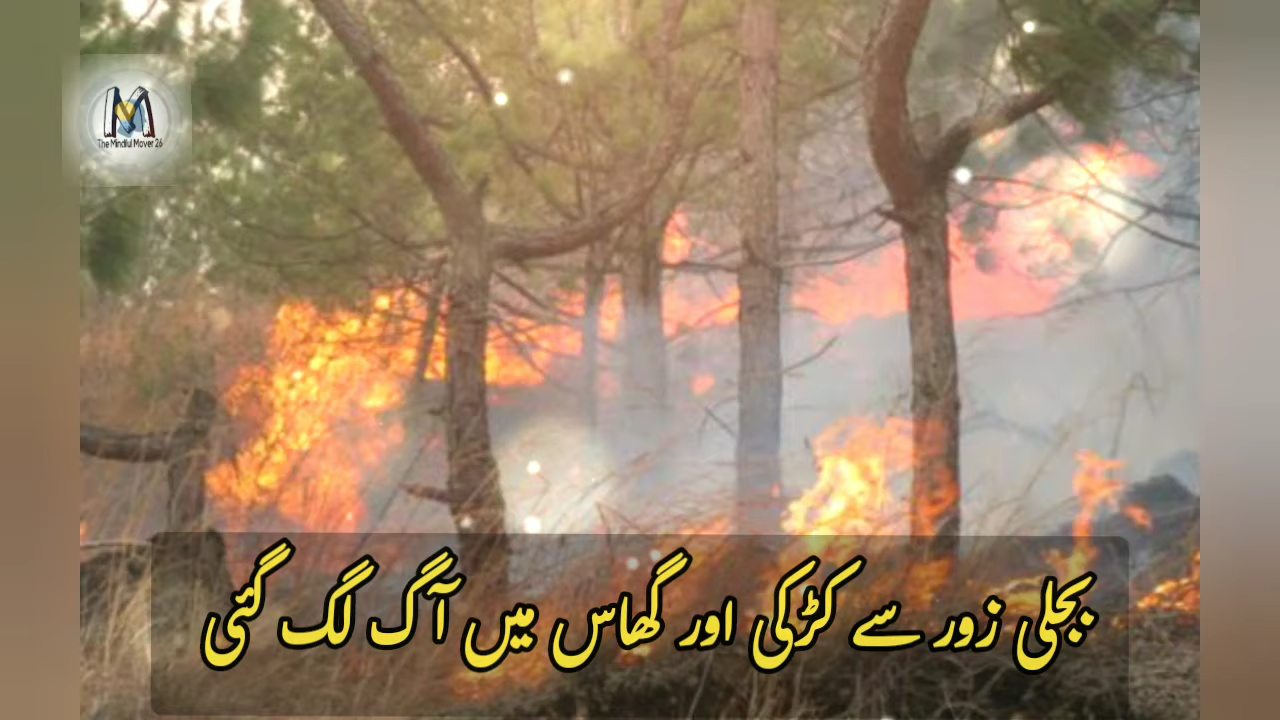 The Mindful Mover 26
بجلی زور سے کڑکی اور گھاس میں آگ لگ گئی